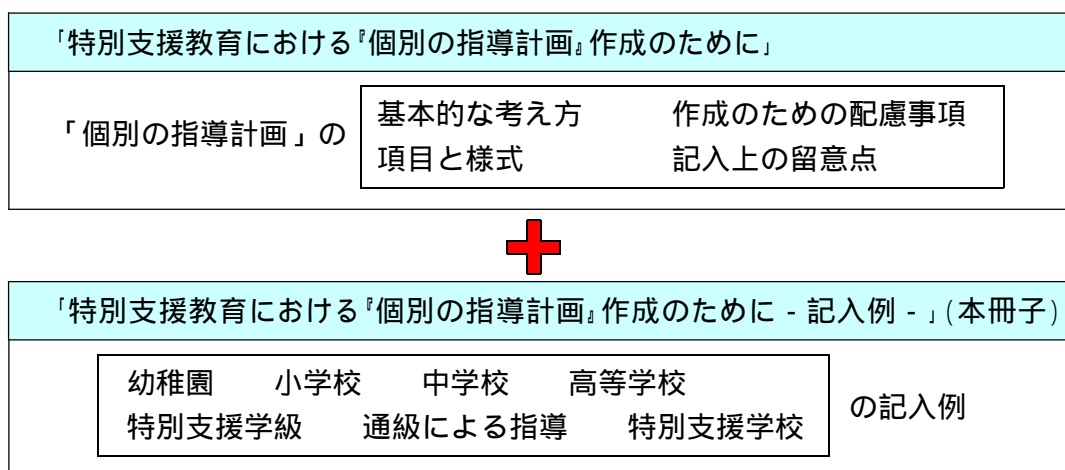 「特別支援教育における『個別の指導計画』作成のために」
「個別の指導計画」の
基本的な考え方 作成のための配慮事項
項目と様式 記入上の留意点
「特別支援教育における『個別の指導計画』作成のために - 記入例 - 」(本冊子)
幼稚園 小学校 中学校 高等学校
特別支援学級 通級による指導 特別支援学校
の記入例